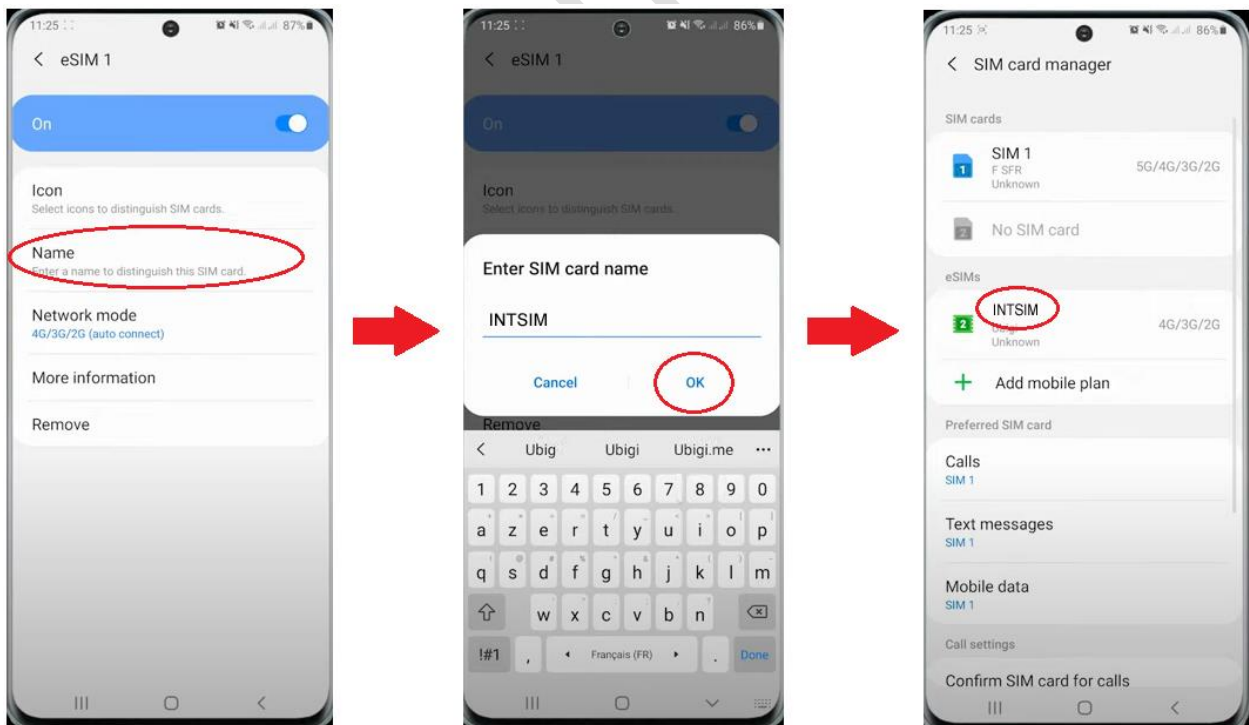 11:25
87%
eSIM 1
On
Icon
Select icons to distinguish SIM cards.
Name
Enter a name to distinguish this SIM card.
Network mode
4G/3G/2G (auto connect)
More information
Remove
11:25
86%
eSIM 1
On
Icon
Select icons to distinguish SIM cards.
Enter SIM card name
INTSIM
Cancel
OK
Remove
Ubig
Ubigi
Ubigi.me
1 2 3 4 5 6 7 8 9 0
a z e r t y u i o p
q s d f g h j k l m
w x c v b n
!#1 , Français (FR) . Done
11:25
86%
SIM card manager
SIM cards
1
SIM 1
F SFR
Unknown
5G/4G/3G/2G
No SIM card
eSIMs
2
INTSIM
Unknown
4G/3G/2G
+ Add mobile plan
Preferred SIM card
Calls
SIM 1
Text messages
SIM 1
Mobile data
SIM 1
Call settings
Confirm SIM card for calls